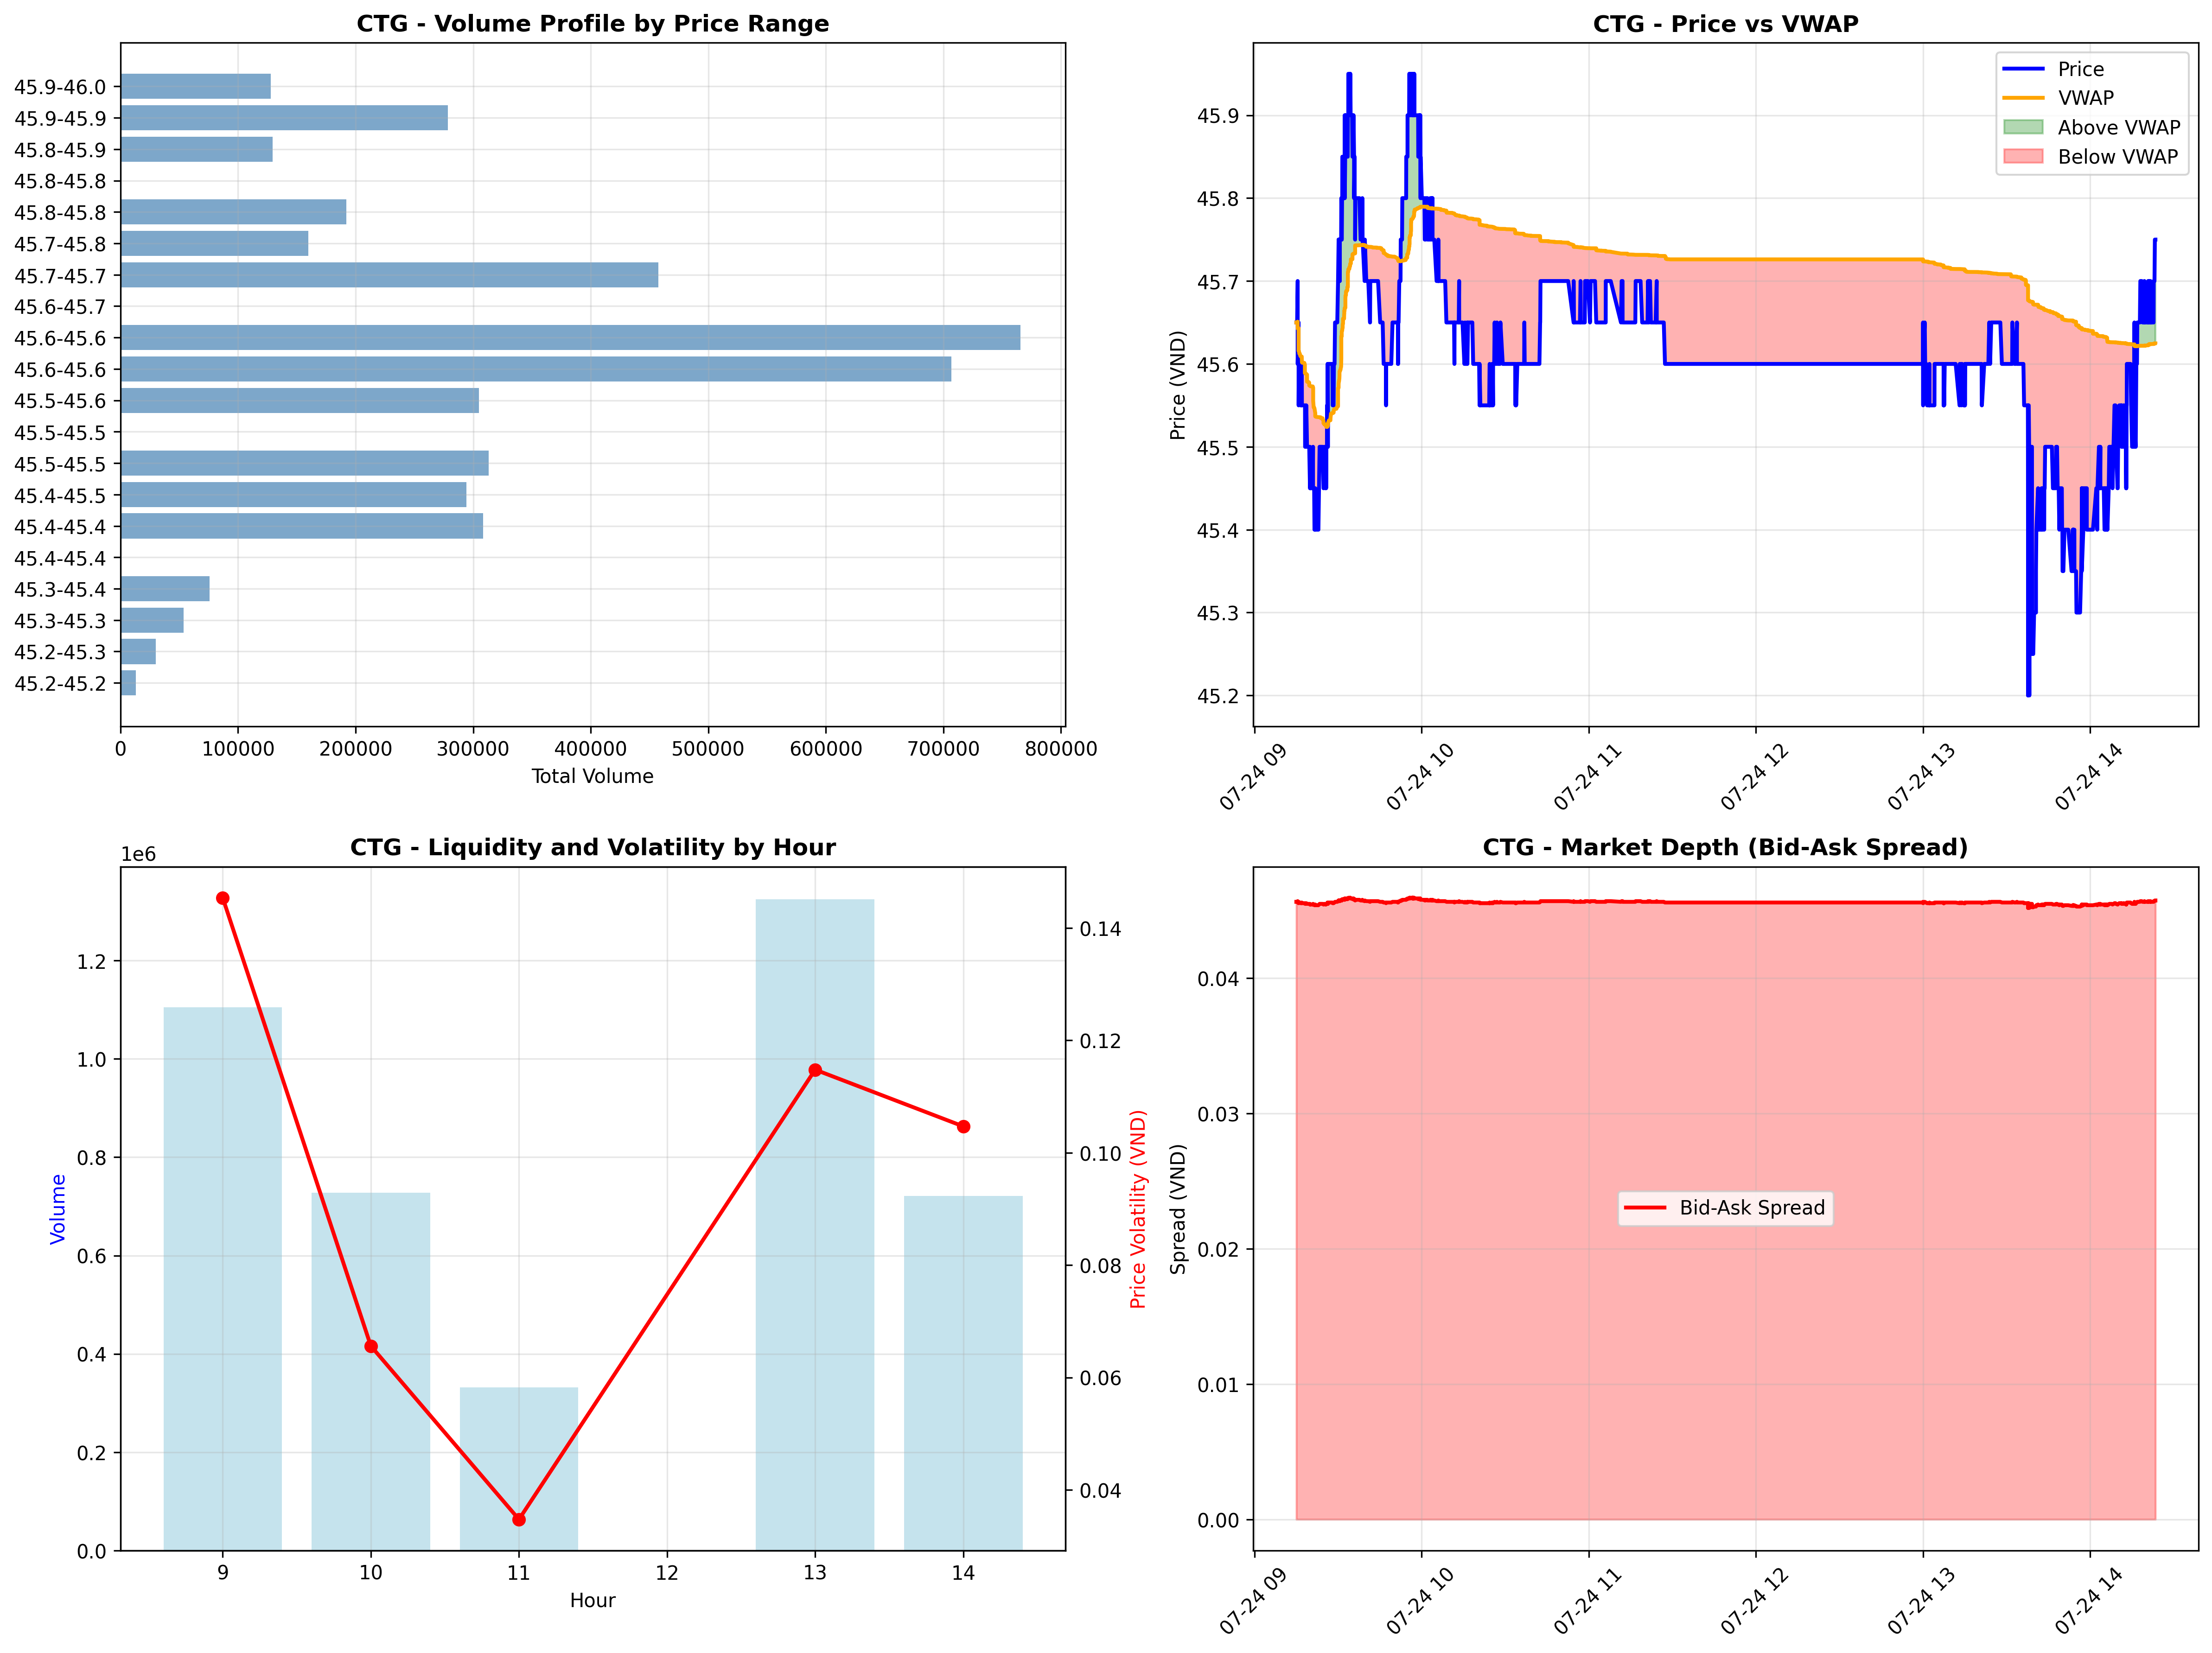 CTG - Volume Profile by Price Range
45.9-46.0
45.9-45.9
45.8-45.9
45.8-45.8
45.8-45.8
45.7-45.8
45.7-45.7
45.6-45.7
45.6-45.6
45.6-45.6
45.5-45.6
45.5-45.5
45.5-45.5
45.4-45.5
45.4-45.4
45.4-45.4
45.3-45.4
45.3-45.3
45.2-45.3
45.2-45.2
0 100000 200000 300000 400000 500000 600000 700000 800000
Total Volume
CTG - Price vs VWAP
Price
VWAP
Above VWAP
Below VWAP
Price (VND)
45.9
45.8
45.7
45.6
45.5
45.4
45.3
45.2
07-24 09 07-24 10 07-24 11 07-24 12 07-24 13 07-24 14
CTG - Liquidity and Volatility by Hour
1e6
Volume
1.2
1.0
0.8
0.6
0.4
0.2
0.0
9 10 11 12 13 14
Hour
0.14
0.12
0.10
0.08
0.06
0.04
Price Volatility (VND)
CTG - Market Depth (Bid-Ask Spread)
Spread (VND)
0.04
0.03
0.02
0.01
0.00
Bid-Ask Spread
07-24 09 07-24 10 07-24 11 07-24 12 07-24 13 07-24 14